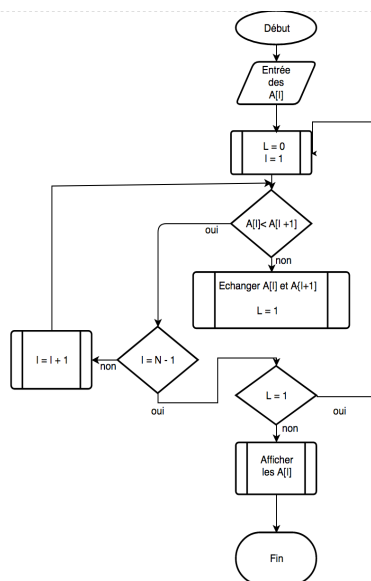 Début
Entrée
des
A[I]
L = 0
I = 1
A[I]< A[I +1]
oui
non
Echanger A[I] et A{I+1]
L = 1
I = I + 1
non
I = N - 1
oui
L = 1
oui
non
Afficher
les A[I]
Fin